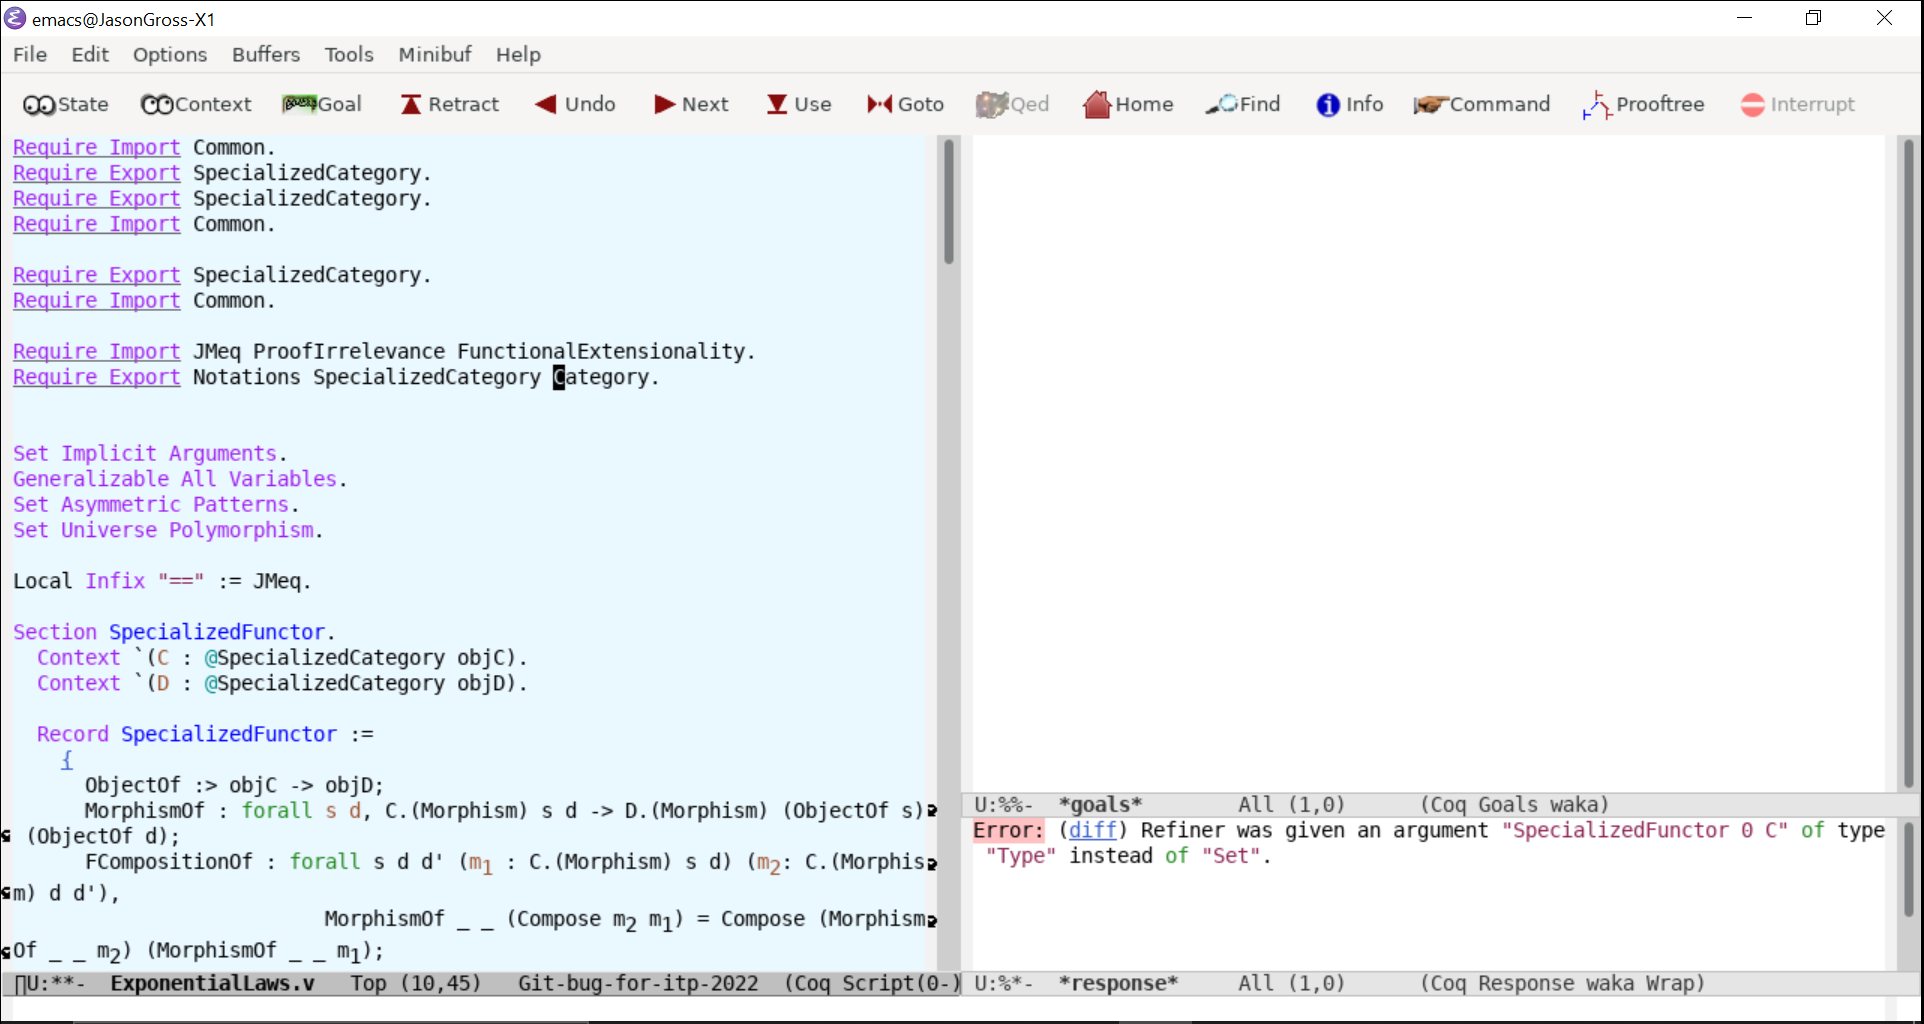 emacs@JasonGross-X1
File Edit Options Buffers Tools Minibuf Help
State Context Goal Retract Undo Next Use Goto Qed Home Find Info Command Prooftree Interrupt
Require Import Common.
Require Export SpecializedCategory.
Require Export SpecializedCategory.
Require Import Common.
Require Export SpecializedCategory.
Require Import Common.
Require Import JMeq ProofIrrelevance FunctionalExtensionality.
Require Export Notations SpecializedCategory Category.
Set Implicit Arguments.
Generalizable All Variables.
Set Asymmetric Patterns.
Set Universe Polymorphism.
Local Infix "==" := JMeq.
Section SpecializedFunctor.
Context `(C : @SpecializedCategory objC).
Context `(D : @SpecializedCategory objD).
Record SpecializedFunctor :=
{
ObjectOf :> objC -> objD;
MorphismOf : forall s d, C.(Morphism) s d -> D.(Morphism) (ObjectOf s)
(ObjectOf d);
FCompositionOf : forall s d d' (m₁ : C.(Morphism) s d) (m₂: C.(Morphis
m) d d'),
MorphismOf _ _ (Compose m₂ m₁) = Compose (Morphism
Of _ _ m₂) (MorphismOf _ _ m₁);
U:**- ExponentialLaws.v Top (10,45) Git-bug-for-itp-2022 (Coq Script(0-)
U:%%- *goals* All (1,0) (Coq Goals waka)
Error: (diff) Refiner was given an argument "SpecializedFunctor 0 C" of type
"Type" instead of "Set".
U:%*- *response* All (1,0) (Coq Response waka Wrap)